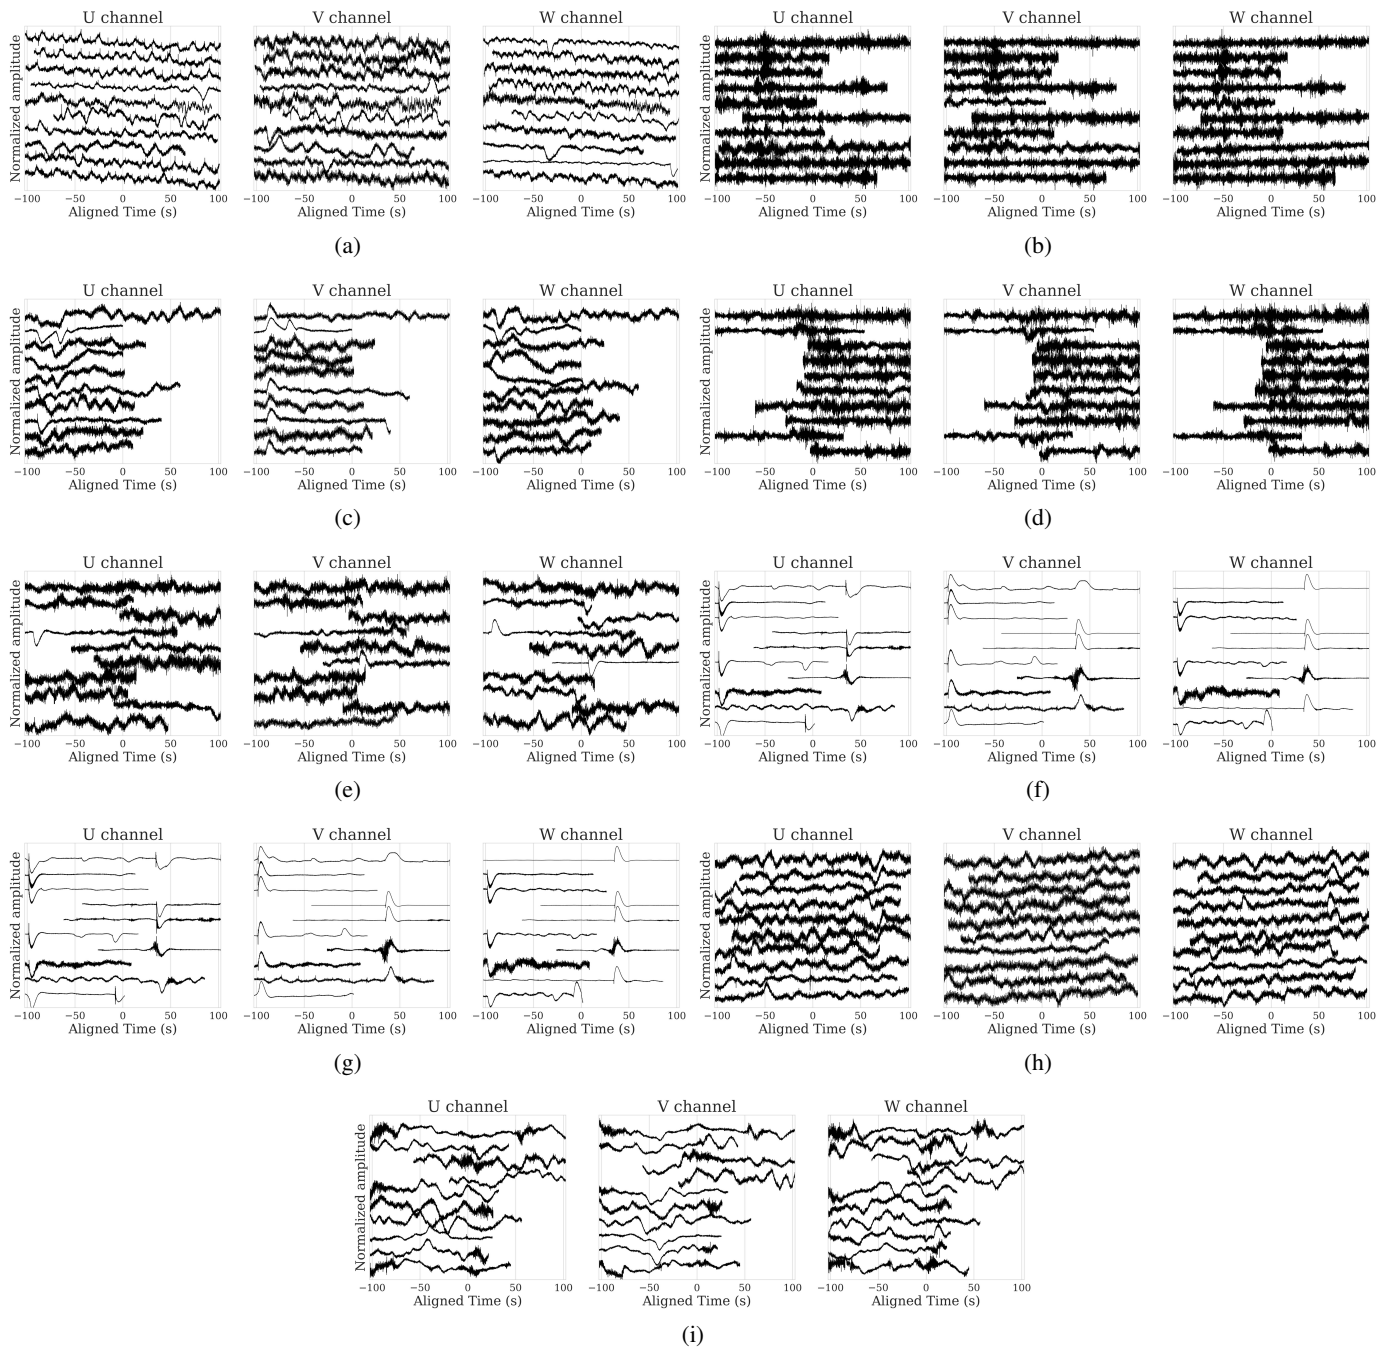 U channel V channel W channel U channel V channel W channel
Normalized amplitude Normalized amplitude
−100 −50 0 50 100 −100 −50 0 50 100 −100 −50 0 50 100 −100 −50 0 50 100 −100 −50 0 50 100 −100 −50 0 50 100
Aligned Time (s) Aligned Time (s) Aligned Time (s) Aligned Time (s) Aligned Time (s) Aligned Time (s)
(a) (b)
U channel V channel W channel U channel V channel W channel
Normalized amplitude Normalized amplitude
−100 −50 0 50 100 −100 −50 0 50 100 −100 −50 0 50 100 −100 −50 0 50 100 −100 −50 0 50 100 −100 −50 0 50 100
Aligned Time (s) Aligned Time (s) Aligned Time (s) Aligned Time (s) Aligned Time (s) Aligned Time (s)
(c) (d)
U channel V channel W channel U channel V channel W channel
Normalized amplitude Normalized amplitude
−100 −50 0 50 100 −100 −50 0 50 100 −100 −50 0 50 100 −100 −50 0 50 100 −100 −50 0 50 100 −100 −50 0 50 100
Aligned Time (s) Aligned Time (s) Aligned Time (s) Aligned Time (s) Aligned Time (s) Aligned Time (s)
(e) (f)
U channel V channel W channel U channel V channel W channel
Normalized amplitude Normalized amplitude
−100 −50 0 50 100 −100 −50 0 50 100 −100 −50 0 50 100 −100 −50 0 50 100 −100 −50 0 50 100 −100 −50 0 50 100
Aligned Time (s) Aligned Time (s) Aligned Time (s) Aligned Time (s) Aligned Time (s) Aligned Time (s)
(g) (h)
U channel V channel W channel
Normalized amplitude
−100 −50 0 50 100 −100 −50 0 50 100 −100 −50 0 50 100
Aligned Time (s) Aligned Time (s) Aligned Time (s)
(i)